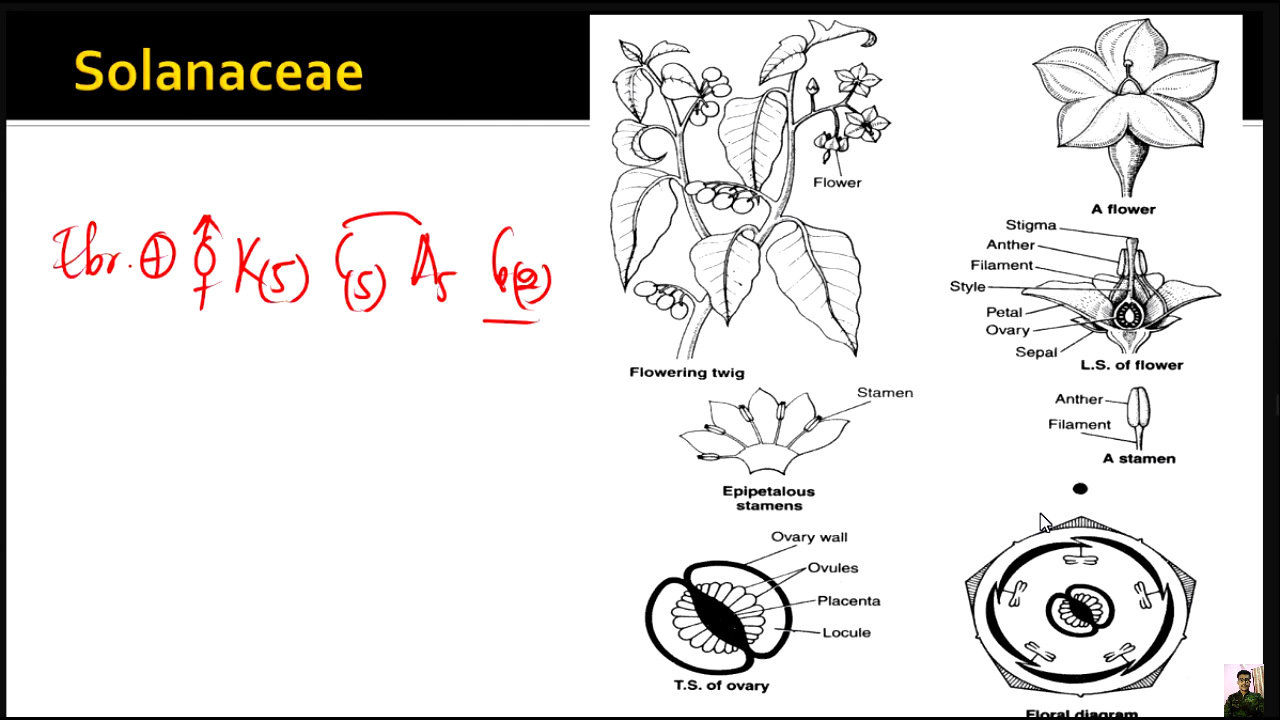 Solanaceae
Ebr. ⊕ ⚥ K(5) C(5) A5 G(2)
Flower
A flower
Stigma
Anther
Filament
Style
Petal
Ovary
Sepal
L.S. of flower
Flowering twig
Stamen
Epipetalous
stamens
Anther
Filament
A stamen
Ovary wall
Ovules
Placenta
Locule
T.S. of ovary
Floral diagram